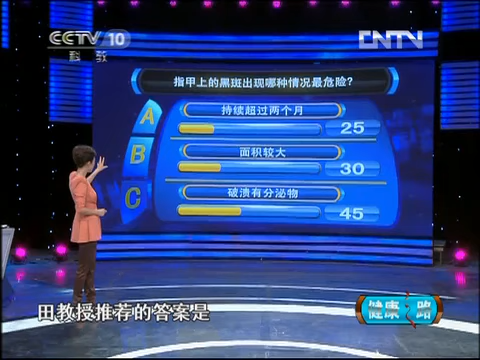 CCTV 10
科 教
CNTV
指甲上的黑斑出现哪种情况最危险?
A
持续超过两个月
25
B
面积较大
30
C
破溃有分泌物
45
田教授推荐的答案是
健康之路